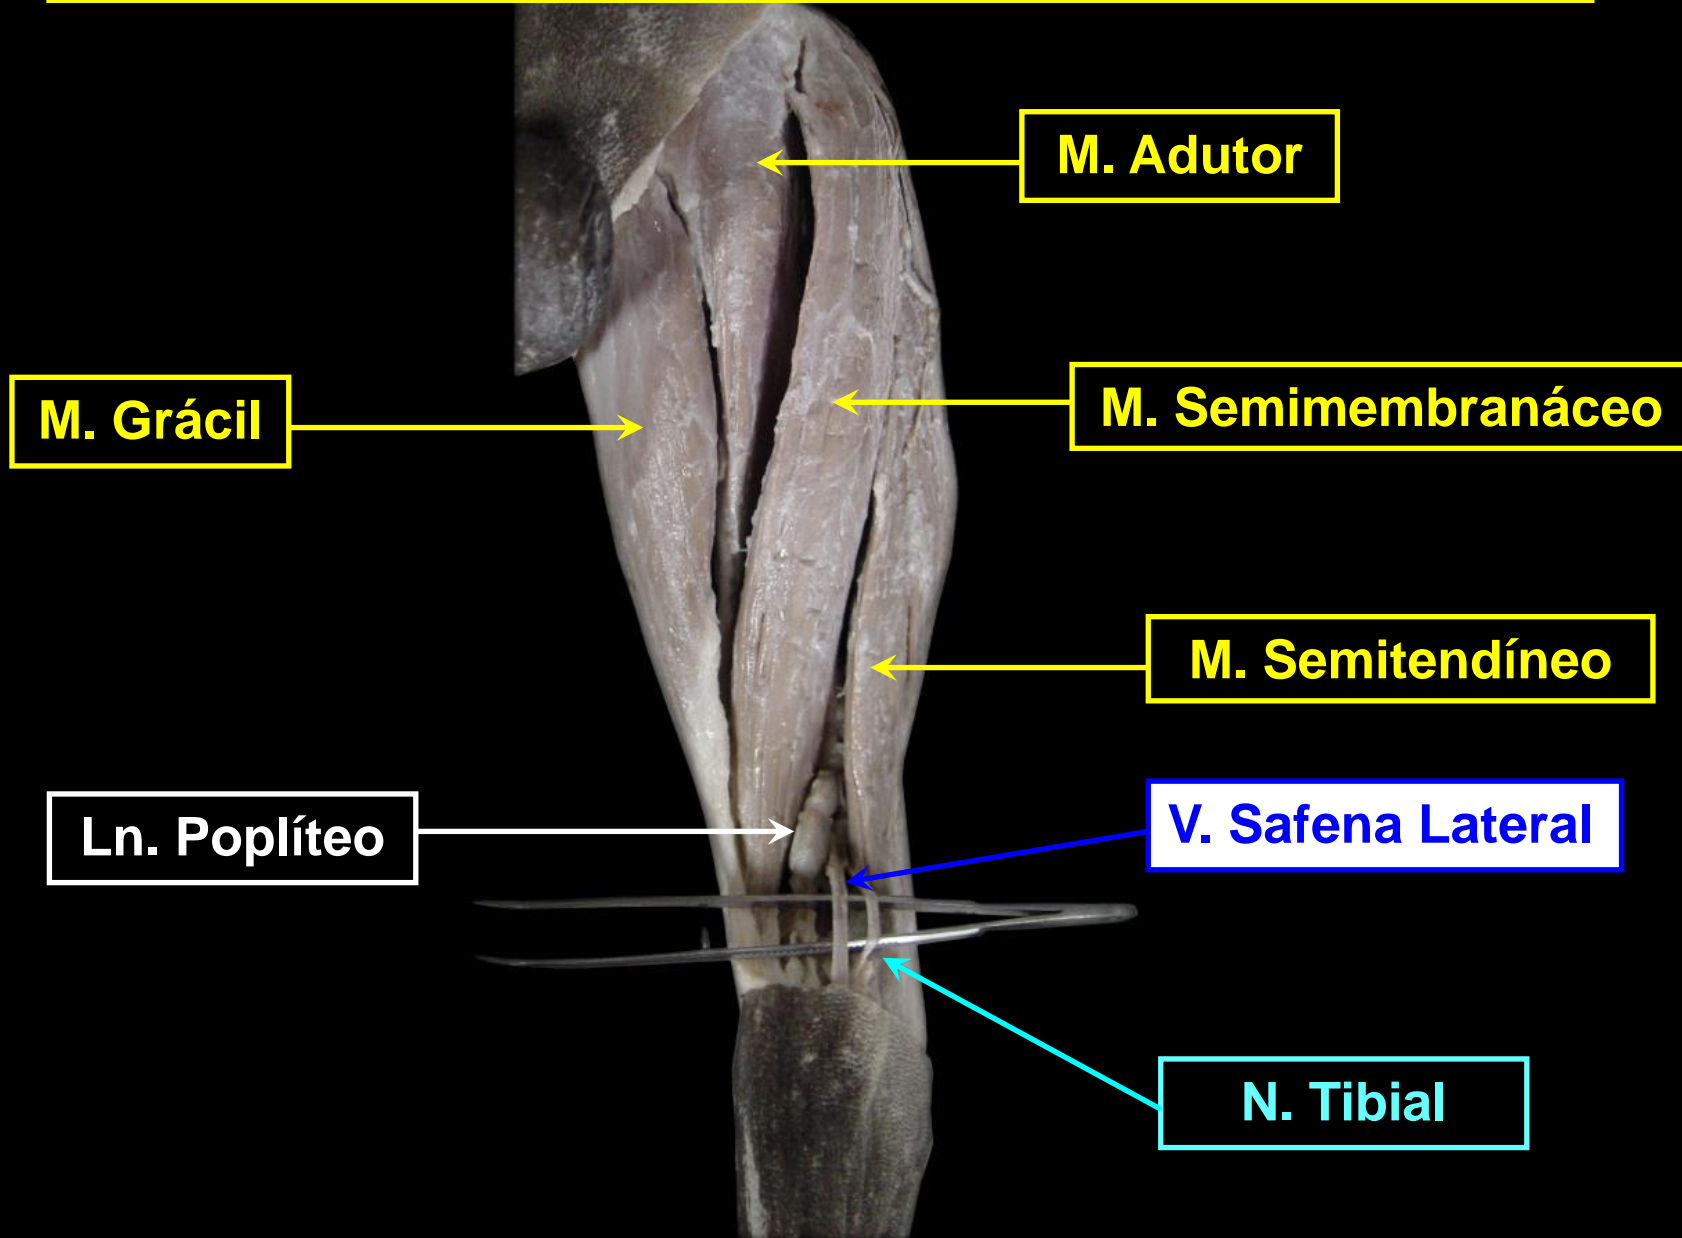 M. Adutor
M. Grácil
M. Semimembranáceo
M. Semitendíneo
Ln. Poplíteo
V. Safena Lateral
N. Tibial